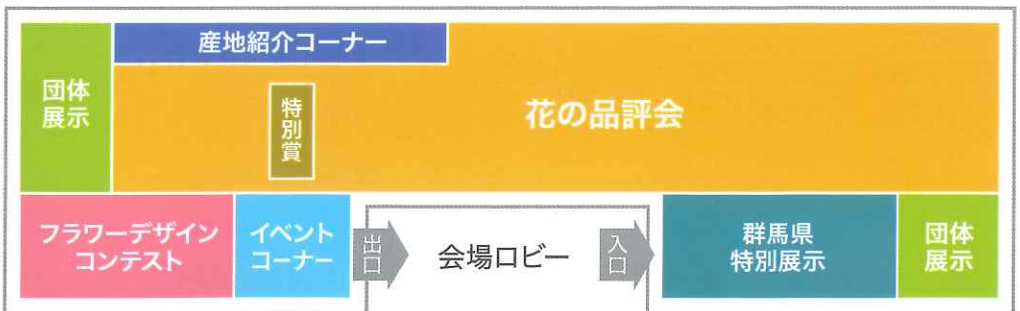 産地紹介コーナー
団体
展示
特別賞
花の品評会
フラワーデザイン
コンテスト
イベント
コーナー
出口
会場ロビー
入口
群馬県
特別展示
団体
展示